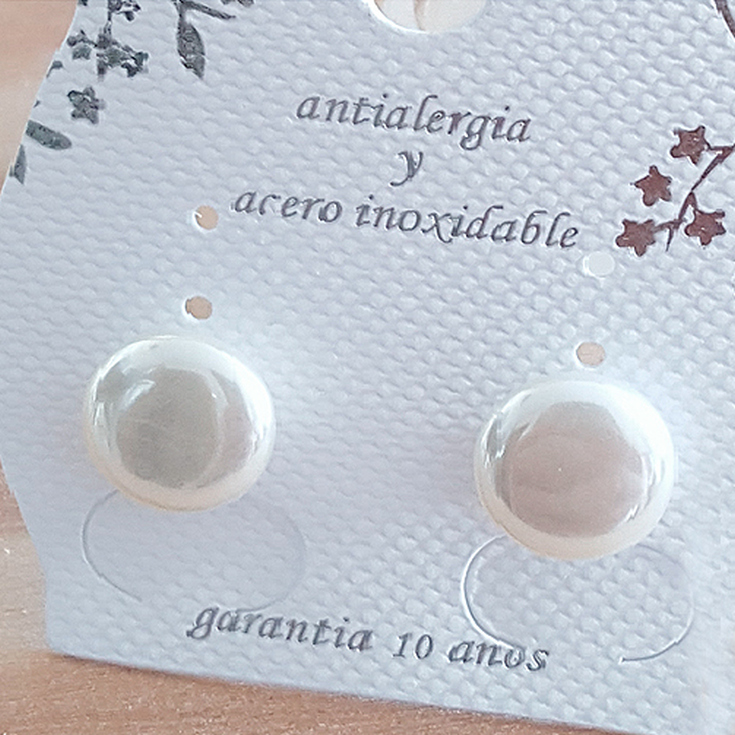 antialergia
y
acero inoxidable
garantia 10 anos